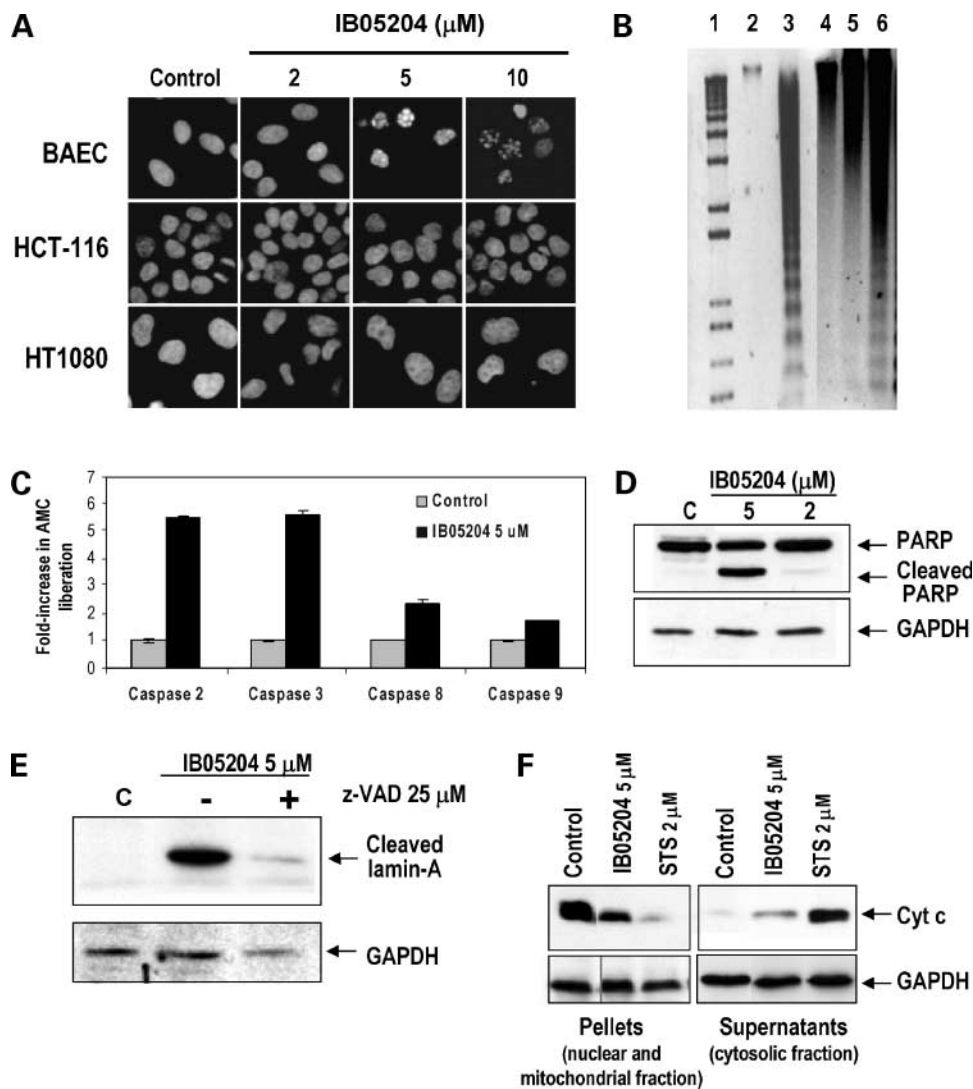 A
IB05204 (μM)
Control 2 5 10
BAEC
HCT-116
HT1080
B
1 2 3 4 5 6
C
Fold-increase in AMC
liberation
7
6
5
4
3
2
1
0
Control
IB05204 5 uM
Caspase 2 Caspase 3 Caspase 8 Caspase 9
D
IB05204 (μM)
C 5 2
PARP
Cleaved
PARP
GAPDH
E
IB05204 5 μM
C - + z-VAD 25 μM
Cleaved
lamin-A
GAPDH
F
Control
IB05204 5 μM
STS 2 μM
Control
IB05204 5 μM
STS 2 μM
Cyt c
GAPDH
Pellets
(nuclear and
mitochondrial fraction)
Supernatants
(cytosolic fraction)